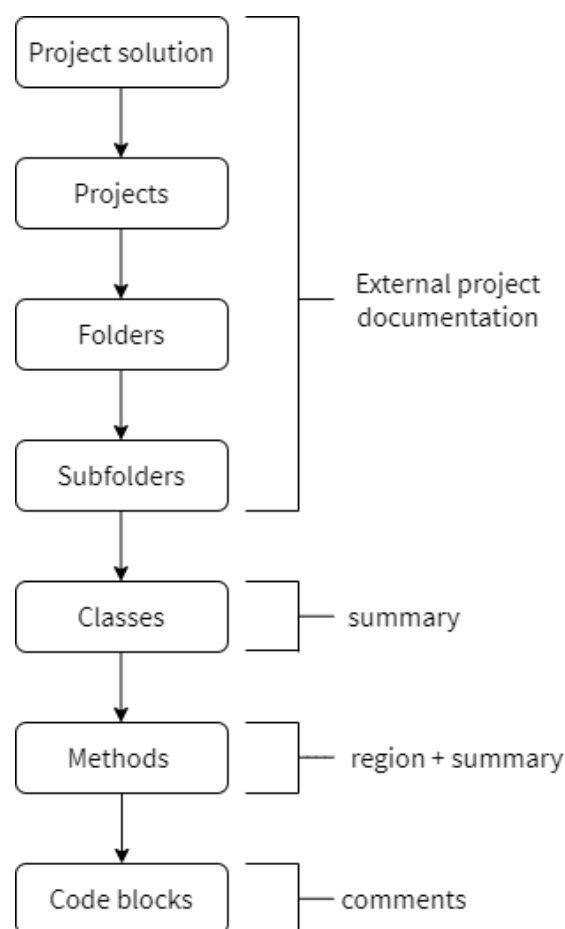 Project solution
Projects
Folders
External project
documentation
Subfolders
Classes
summary
Methods
region + summary
Code blocks
comments